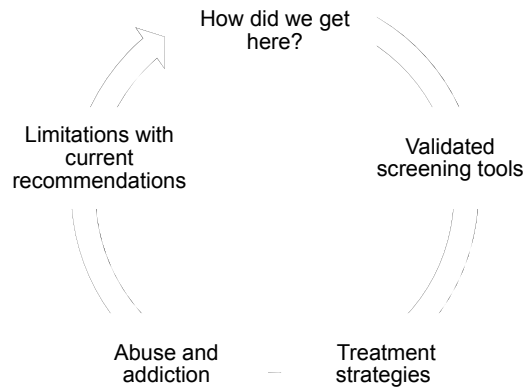 How did we get
here?
Validated
screening tools
Treatment
strategies
Abuse and
addiction
Limitations with
current
recommendations